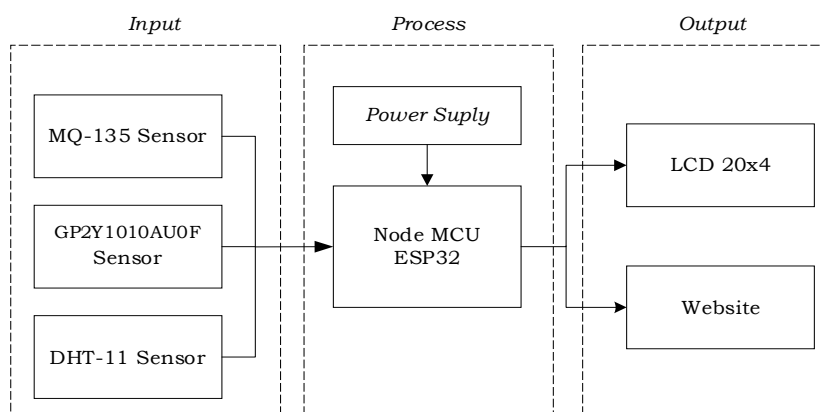 Input
Process
Output
MQ-135 Sensor
GP2Y1010AU0F
Sensor
DHT-11 Sensor
Power Suply
Node MCU
ESP32
LCD 20x4
Website